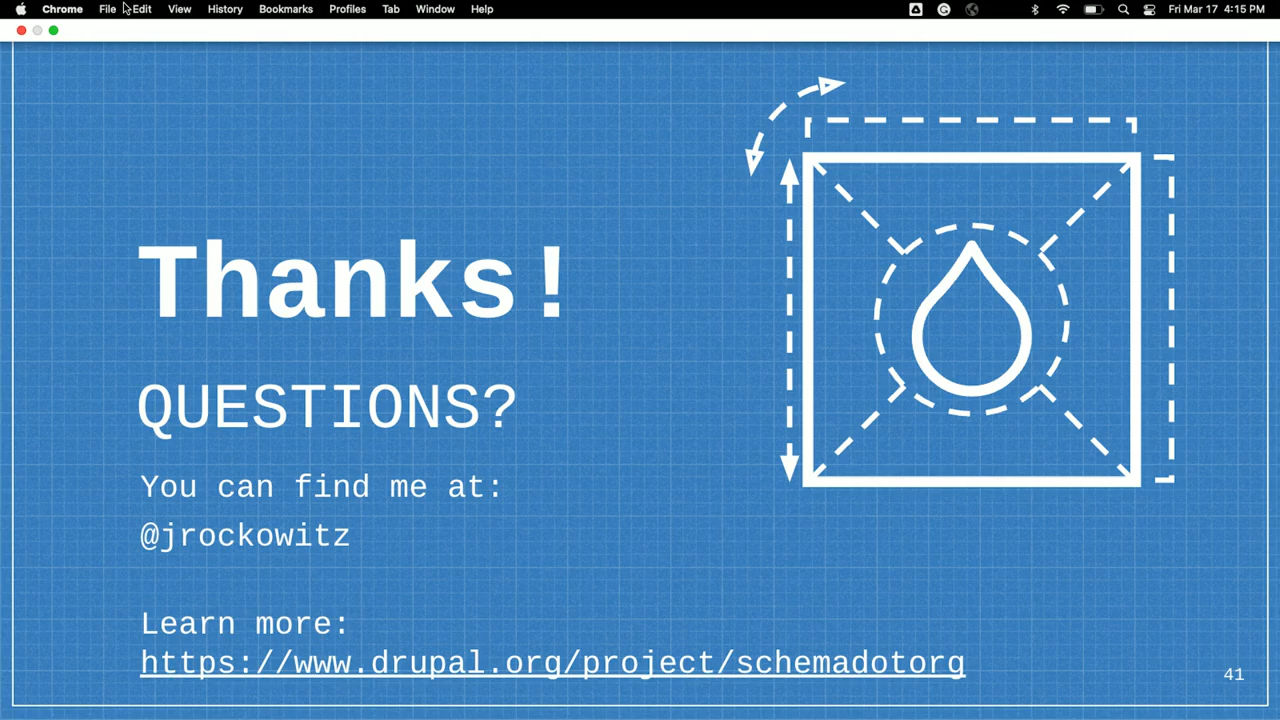 Chrome File Edit View History Bookmarks Profiles Tab Window Help Fri Mar 17 4:15 PM
Thanks!
QUESTIONS?
You can find me at:
@jrockowitz
Learn more:
https://www.drupal.org/project/schemadotorg
41